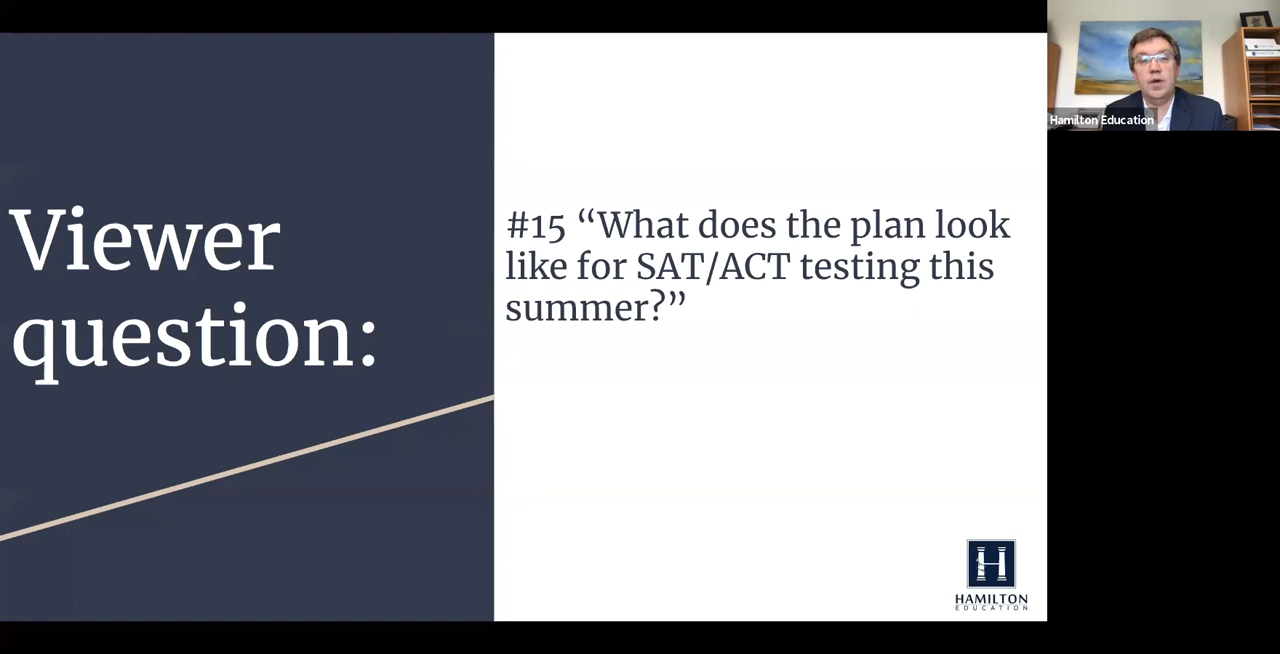 Viewer
question:
#15 “What does the plan look
like for SAT/ACT testing this
summer?”
H
HAMILTON
EDUCATION
Hamilton Education